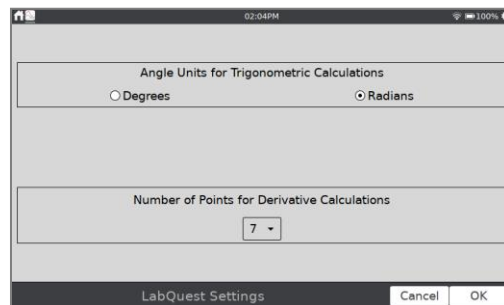 02:04PM 100%
Angle Units for Trigonometric Calculations
Degrees Radians
Number of Points for Derivative Calculations
7
LabQuest Settings Cancel OK